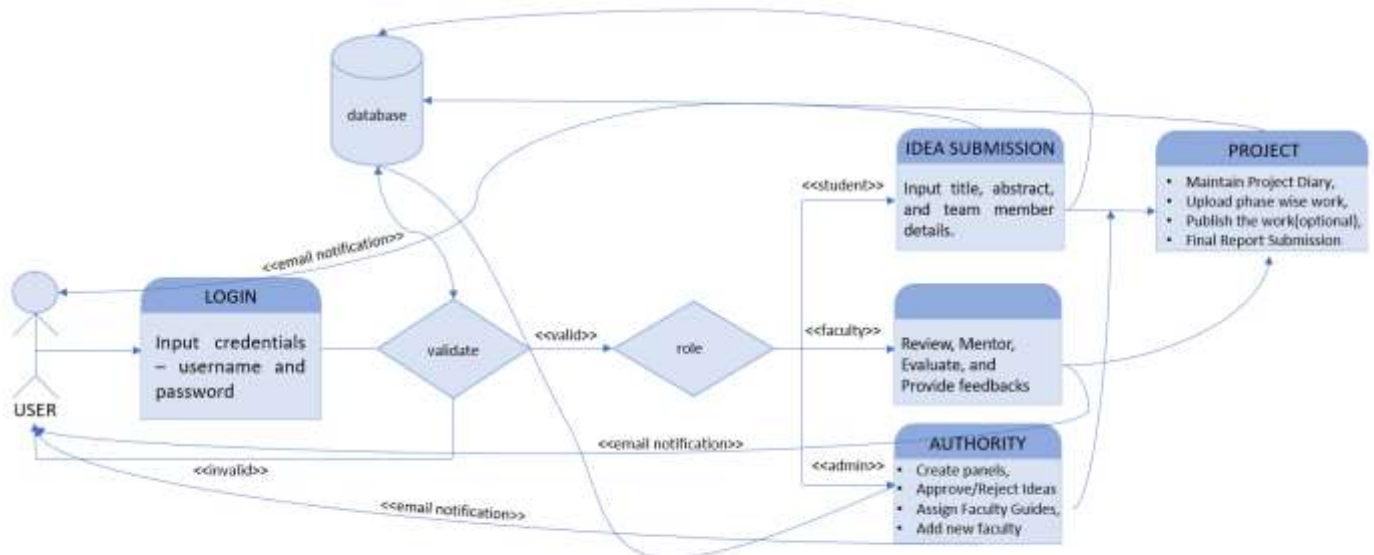 database
IDEA SUBMISSION
Input title, abstract,
and team member
details.
PROJECT
• Maintain Project Diary,
• Upload phase wise work,
• Publish the work(optional),
• Final Report Submission
<<student>>
<<email notification>>
LOGIN
Input credentials
– username and
password
USER
validate
<<valid>>
role
<<faculty>>
Review, Mentor,
Evaluate, and
Provide feedbacks
<<email notification>>
<<invalid>>
<<admin>>
AUTHORITY
• Create panels,
• Approve/Reject Ideas
• Assign Faculty Guides,
• Add new faculty
<<email notification>>